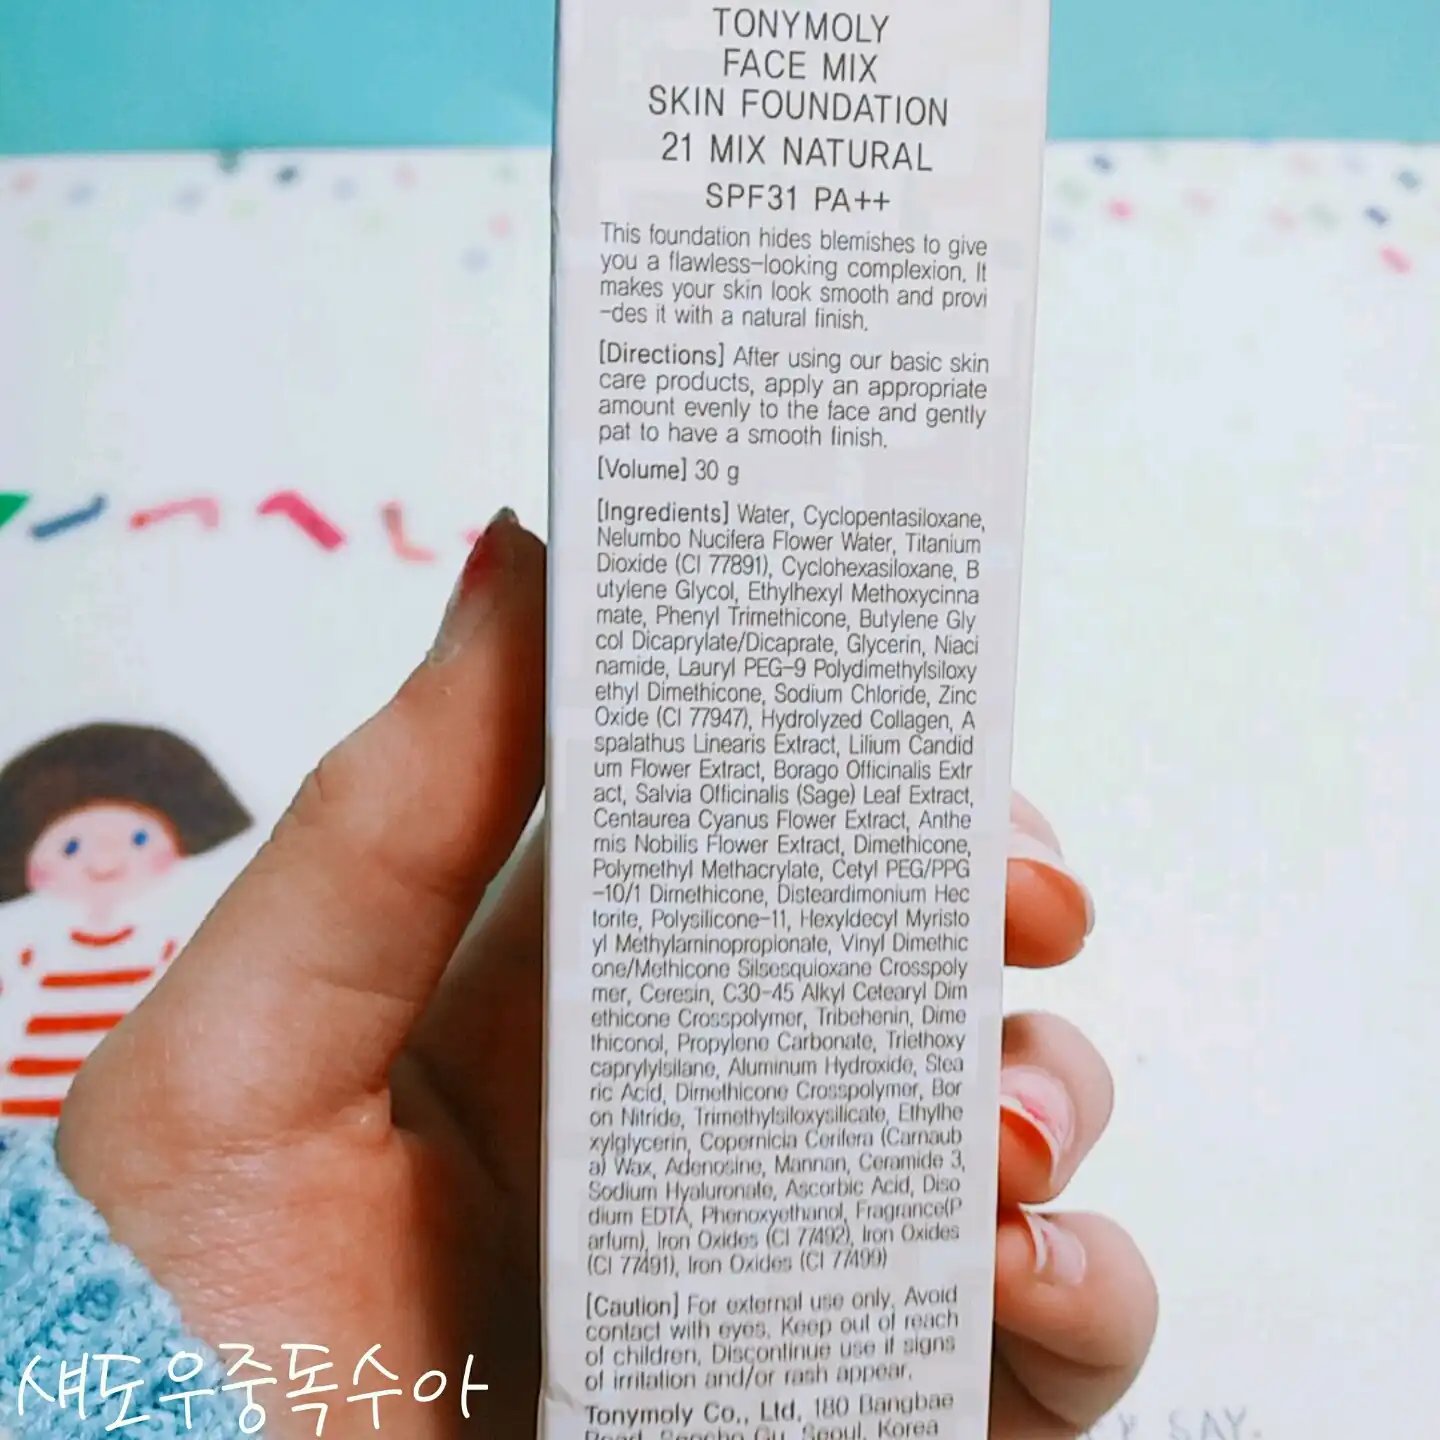 TONYMOLY
FACE MIX
SKIN FOUNDATION
21 MIX NATURAL
SPF31 PA++
This foundation hides blemishes to give
you a flawless-looking complexion. It
makes your skin look smooth and provi
-des it with a natural finish.
[Directions] After using our basic skin
care products, apply an appropriate
amount evenly to the face and gently
pat to have a smooth finish.
[Volume] 30 g
[Ingredients] Water, Cyclopentasiloxane,
Nelumbo Nucifera Flower Water, Titanium
Dioxide (CI 77891), Cyclohexasiloxane, B
utylene Glycol, Ethylhexyl Methoxycinna
mate, Phenyl Trimethicone, Butylene Gly
col Dicaprylate/Dicaprate, Glycerin, Niaci
namide, Lauryl PEG-9 Polydimethylsiloxy
ethyl Dimethicone, Sodium Chloride, Zinc
Oxide (CI 77947), Hydrolyzed Collagen, A
spalathus Linearis Extract, Lilium Candid
um Flower Extract, Borago Officinalis Extr
act, Salvia Officinalis (Sage) Leaf Extract,
Centaurea Cyanus Flower Extract, Anthe
mis Nobilis Flower Extract, Dimethicone,
Polymethyl Methacrylate, Cetyl PEG/PPG
-10/1 Dimethicone, Disteardimonium Hec
torite, Polysilicone-11, Hexyldecyl Myristo
yl Methylaminopropionate, Vinyl Dimethic
one/Methicone Silsesquioxane Crosspoly
mer, Ceresin, C30-45 Alkyl Cetearyl Dim
ethicone Crosspolymer, Tribehenin, Dime
thiconol, Propylene Carbonate, Triethoxy
caprylylsilane, Aluminum Hydroxide, Stea
ric Acid, Dimethicone Crosspolymer, Bor
on Nitride, Trimethylsiloxysilicate, Ethylhe
xylglycerin, Copernicia Cerifera (Carnaub
a) Wax, Adenosine, Mannan, Ceramide 3,
Sodium Hyaluronate, Ascorbic Acid, Diso
dium EDTA, Phenoxyethanol, Fragrance(P
arfum), Iron Oxides (CI 77492), Iron Oxides
(CI 77491), Iron Oxides (CI 77499)
[Caution] For external use only, Avoid
contact with eyes. Keep out of reach
of children, Discontinue use if signs
of irritation and/or rash appear.
Tonymoly Co., Ltd, 180 Bangbae
Road, Seocho Gu, Seoul, Korea
새도우중독수아
SAY.